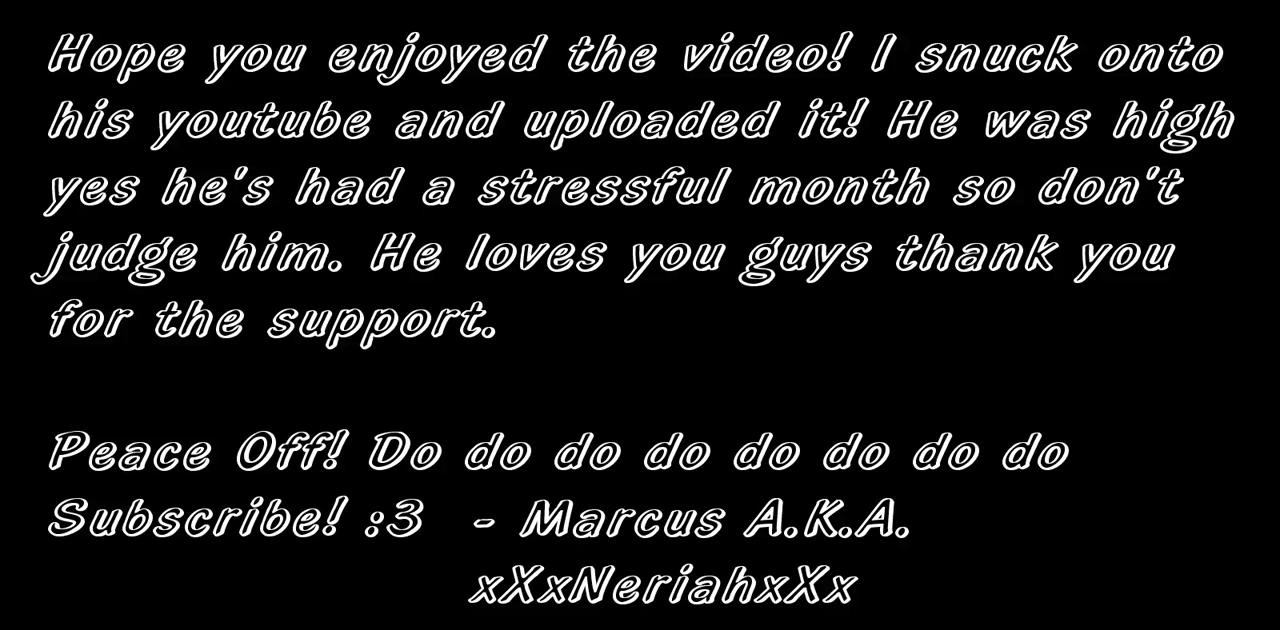 Hope you enjoyed the video! I snuck onto
his youtube and uploaded it! He was high
yes he's had a stressful month so don't
judge him. He loves you guys thank you
for the support.
Peace Off! Do do do do do do do do
Subscribe! :3 - Marcus A.K.A.
xXxNeriahxXx